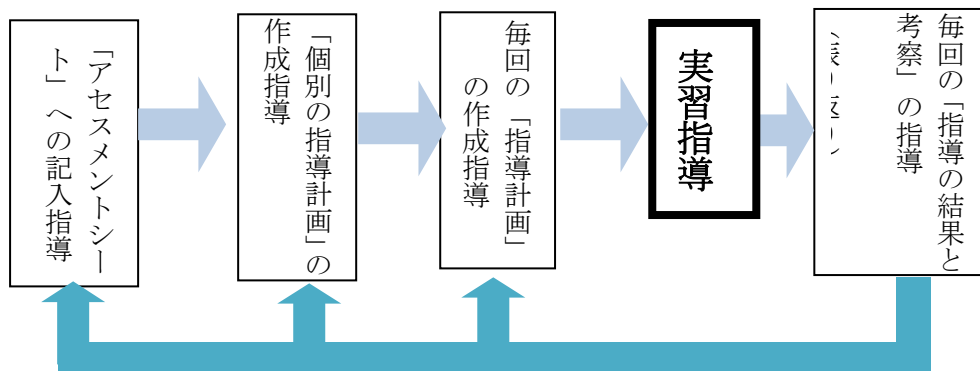 「アセスメントシー
ト」への記入指導
「個別の指導計画」の
作成指導
毎回の「指導計画」
の作成指導
実習指導
毎回の「指導の結果と
考察」の指導